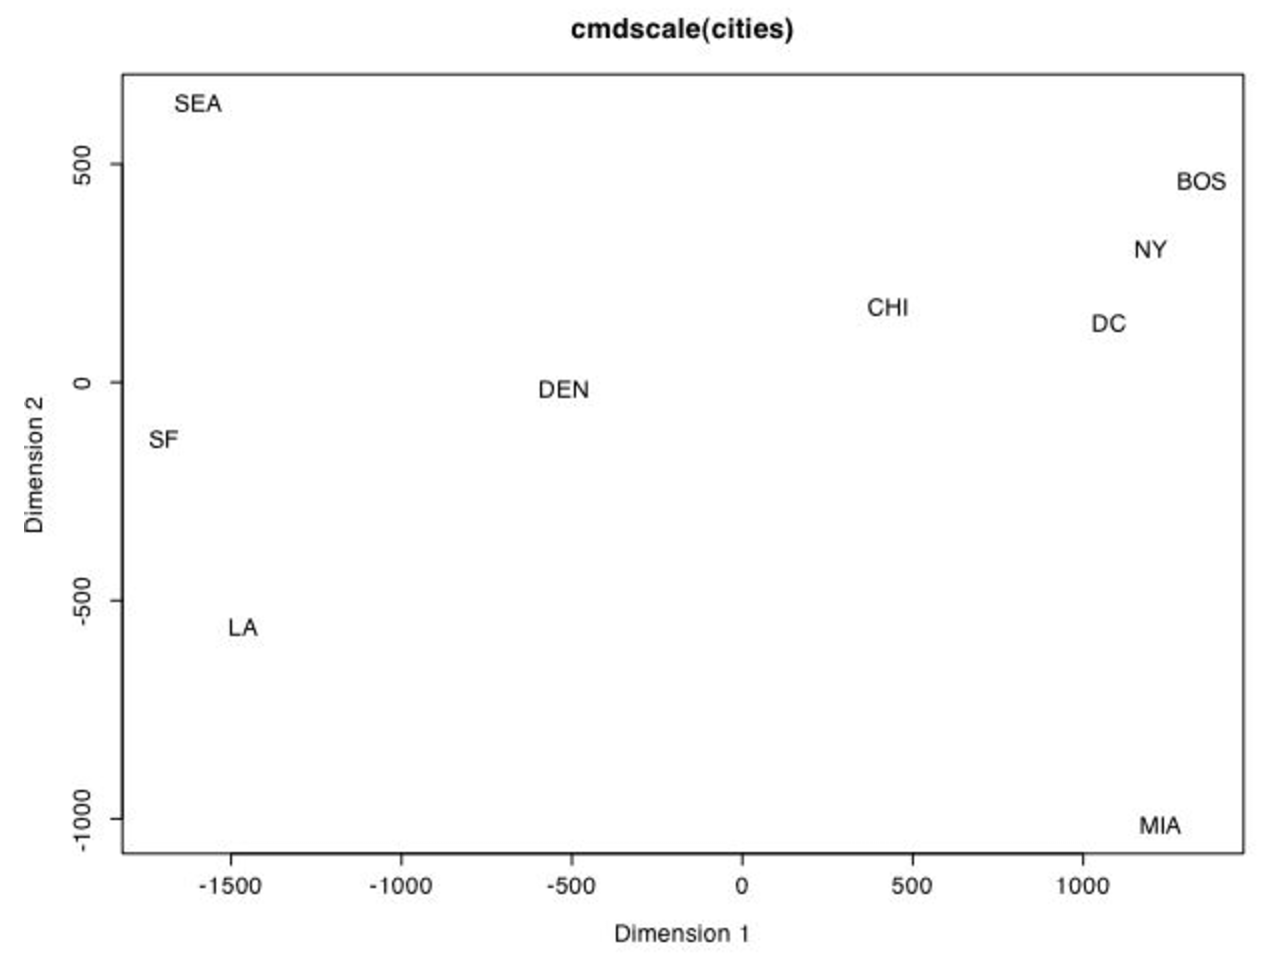 cmdscale(cities)
SEA
500
BOS
NY
CHI
DC
0
DEN
SF
Dimension 2
-500
LA
-1000
MIA
-1500 -1000 -500 0 500 1000
Dimension 1